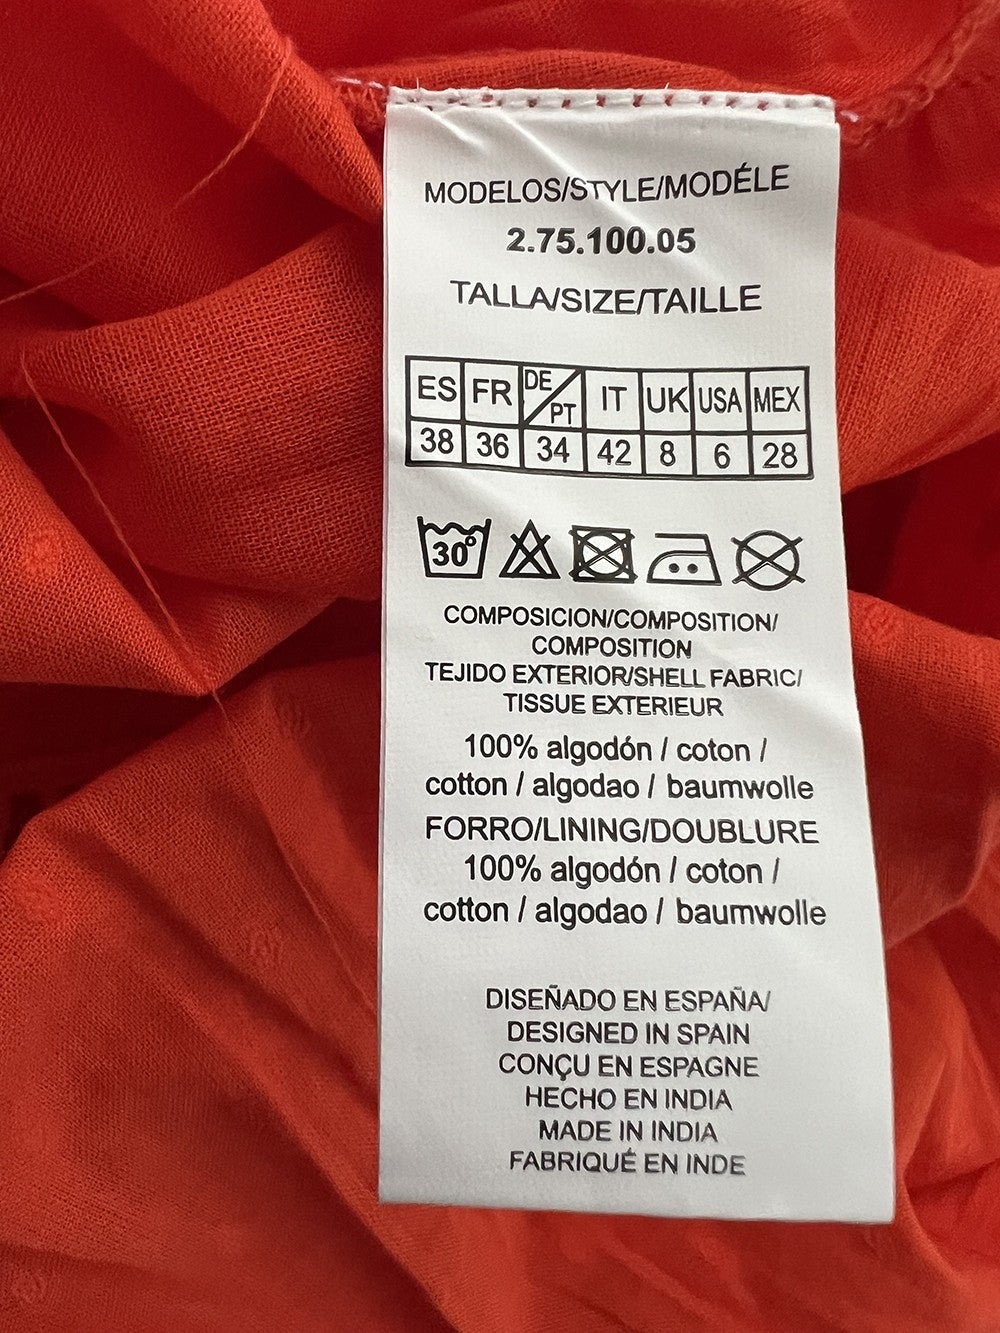 MODELOS/STYLE/MODÉLE
2.75.100.05
TALLA/SIZE/TAILLE
ES FR DE/PT IT UK USA MEX
38 36 34 42 8 6 28
30°
COMPOSICION/COMPOSITION/
COMPOSITION
TEJIDO EXTERIOR/SHELL FABRIC/
TISSUE EXTERIEUR
100% algodón / coton /
cotton / algodao / baumwolle
FORRO/LINING/DOUBLURE
100% algodón / coton /
cotton / algodao / baumwolle
DISEÑADO EN ESPAÑA/
DESIGNED IN SPAIN
CONÇU EN ESPAGNE
HECHO EN INDIA
MADE IN INDIA
FABRIQUÉ EN INDE